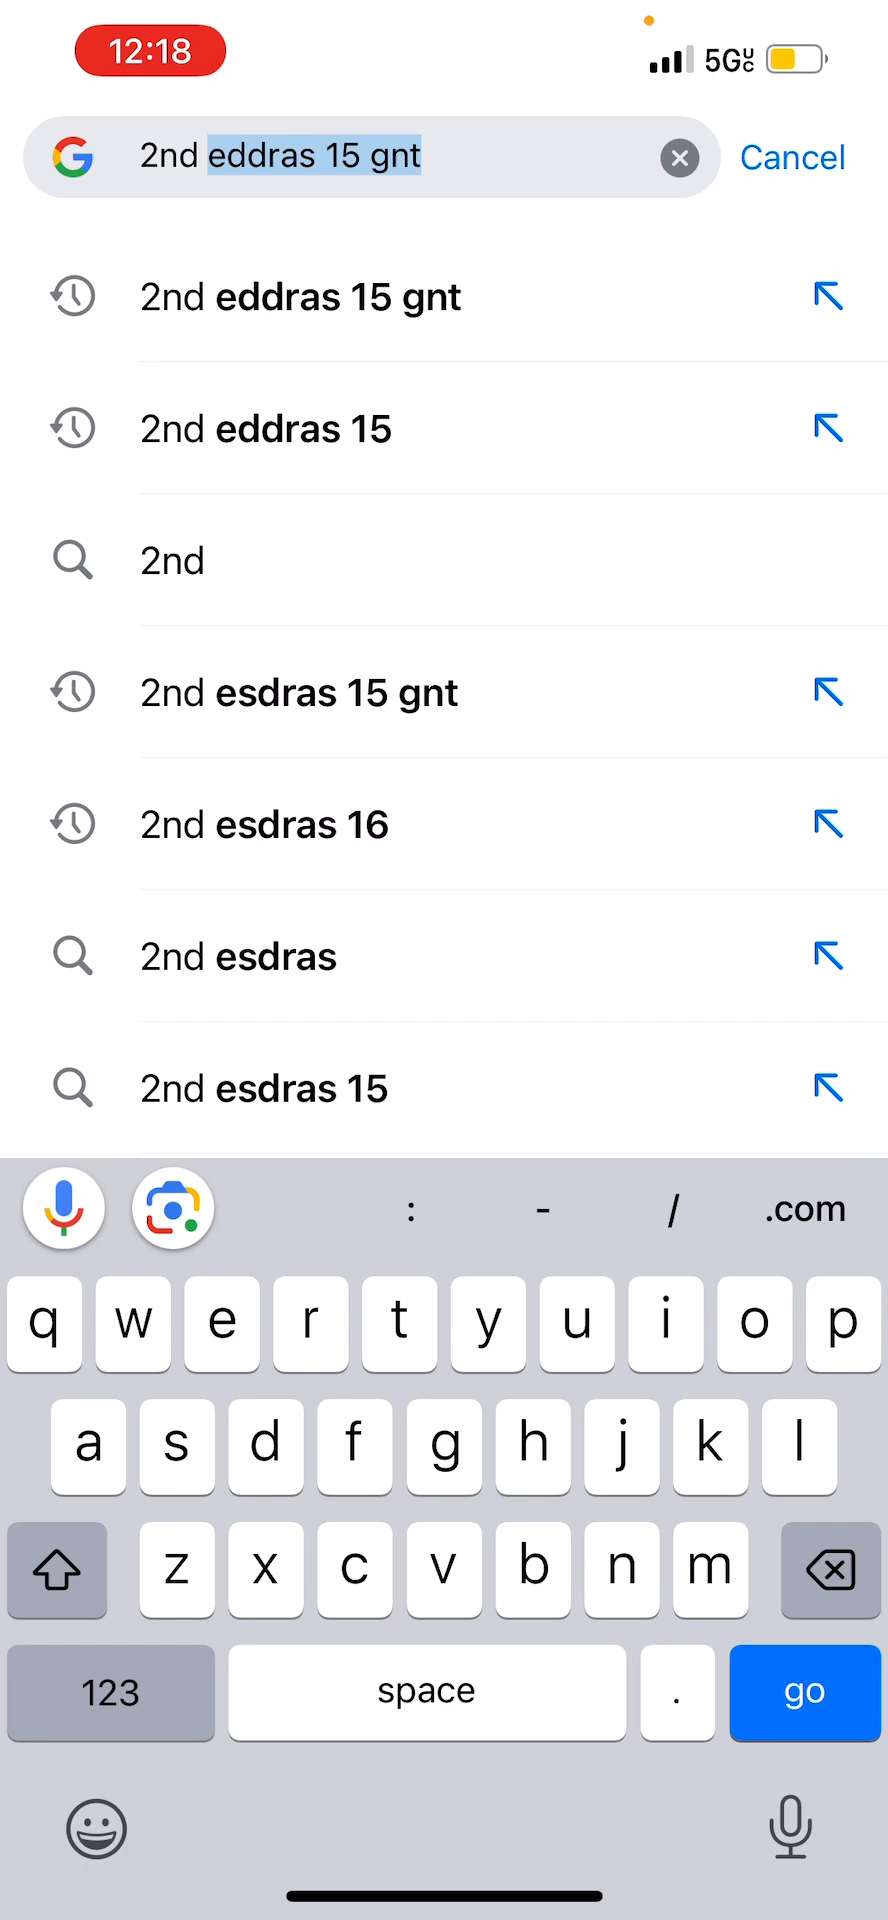 12:18
5GUC
2nd eddras 15 gnt
Cancel
2nd eddras 15 gnt
2nd eddras 15
2nd
2nd esdras 15 gnt
2nd esdras 16
2nd esdras
2nd esdras 15
: - / .com
q w e r t y u i o p
a s d f g h j k l
z x c v b n m
123 space . go